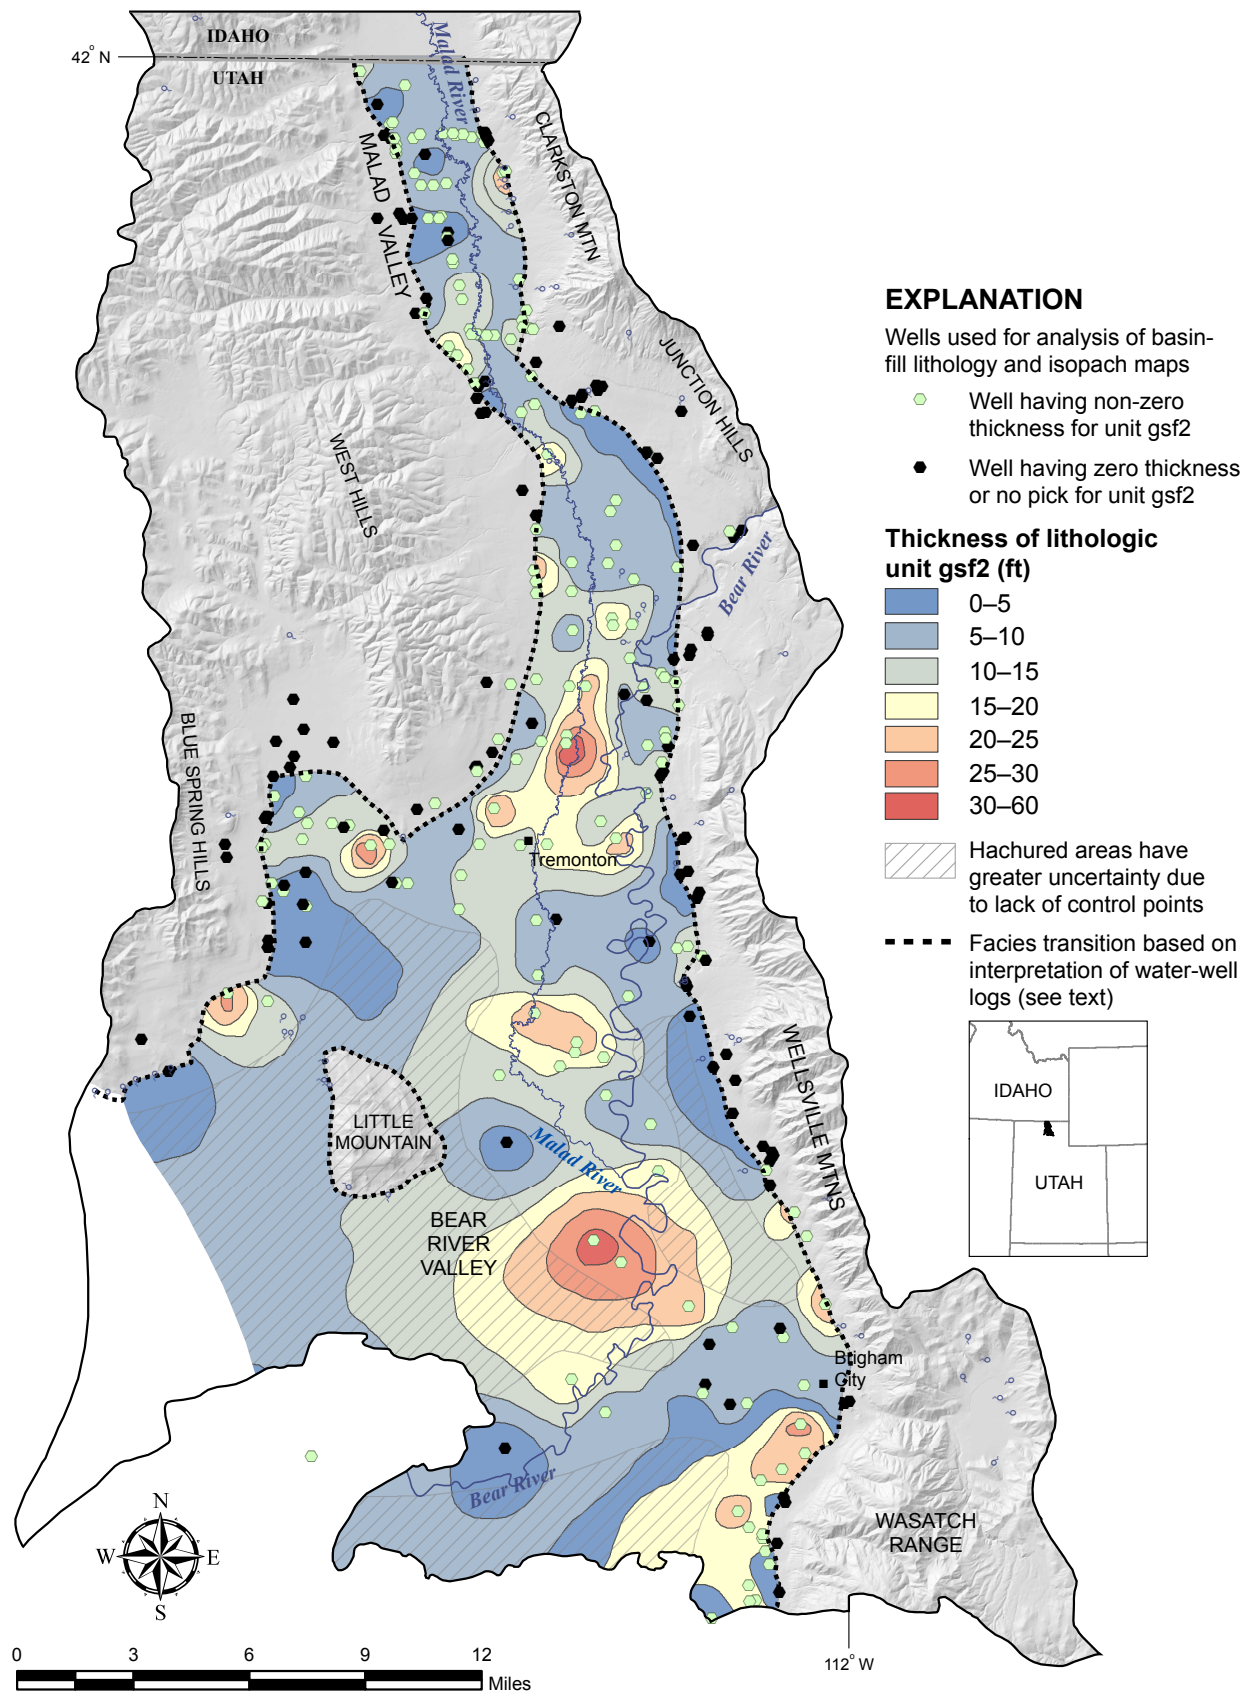 IDAHO
42° N
UTAH
Malad River
MALAD
VALLEY
CLARKSTON MTN
JUNCTION HILLS
WEST HILLS
Bear River
BLUE SPRING HILLS
Tremonton
WELLSVILLE MTNS
LITTLE
MOUNTAIN
Malad River
BEAR
RIVER
VALLEY
Brigham
City
Bear River
WASATCH
RANGE
N
W
E
S
112° W
0
3
6
9
12
Miles
EXPLANATION
Wells used for analysis of basin-
fill lithology and isopach maps
Well having non-zero
thickness for unit gsf2
Well having zero thickness
or no pick for unit gsf2
Thickness of lithologic
unit gsf2 (ft)
0–5
5–10
10–15
15–20
20–25
25–30
30–60
Hachured areas have
greater uncertainty due
to lack of control points
Facies transition based on
interpretation of water-well
logs (see text)
IDAHO
UTAH